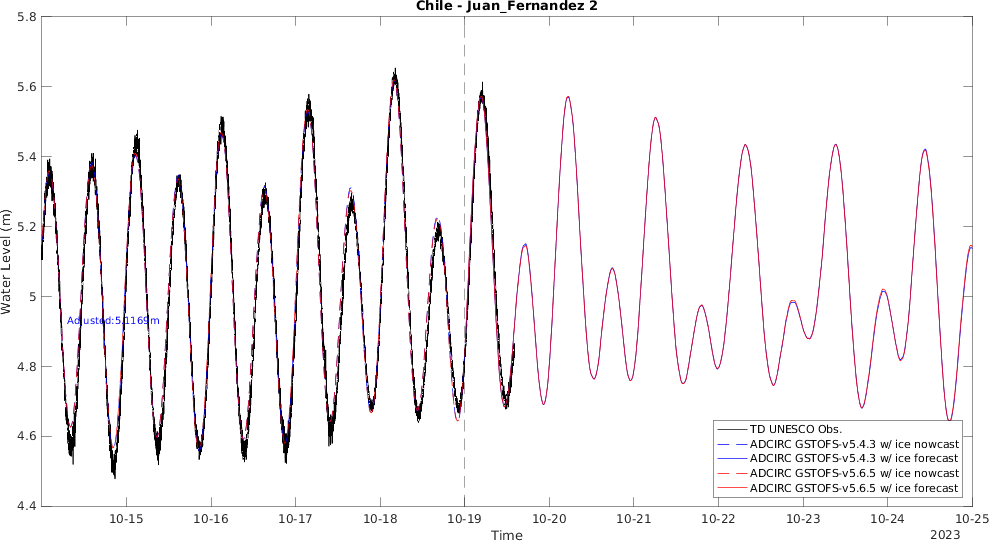 Chile - Juan_Fernandez 2
5.8
5.6
5.4
5.2
5
4.8
4.6
4.4
Water Level (m)
Adjusted:5.1169m
10-15
10-16
10-17
10-18
10-19
10-20
10-21
10-22
10-23
10-24
10-25
Time
2023
TD UNESCO Obs.
ADCIRC GSTOFS-v5.4.3 w/ ice nowcast
ADCIRC GSTOFS-v5.4.3 w/ ice forecast
ADCIRC GSTOFS-v5.6.5 w/ ice nowcast
ADCIRC GSTOFS-v5.6.5 w/ ice forecast